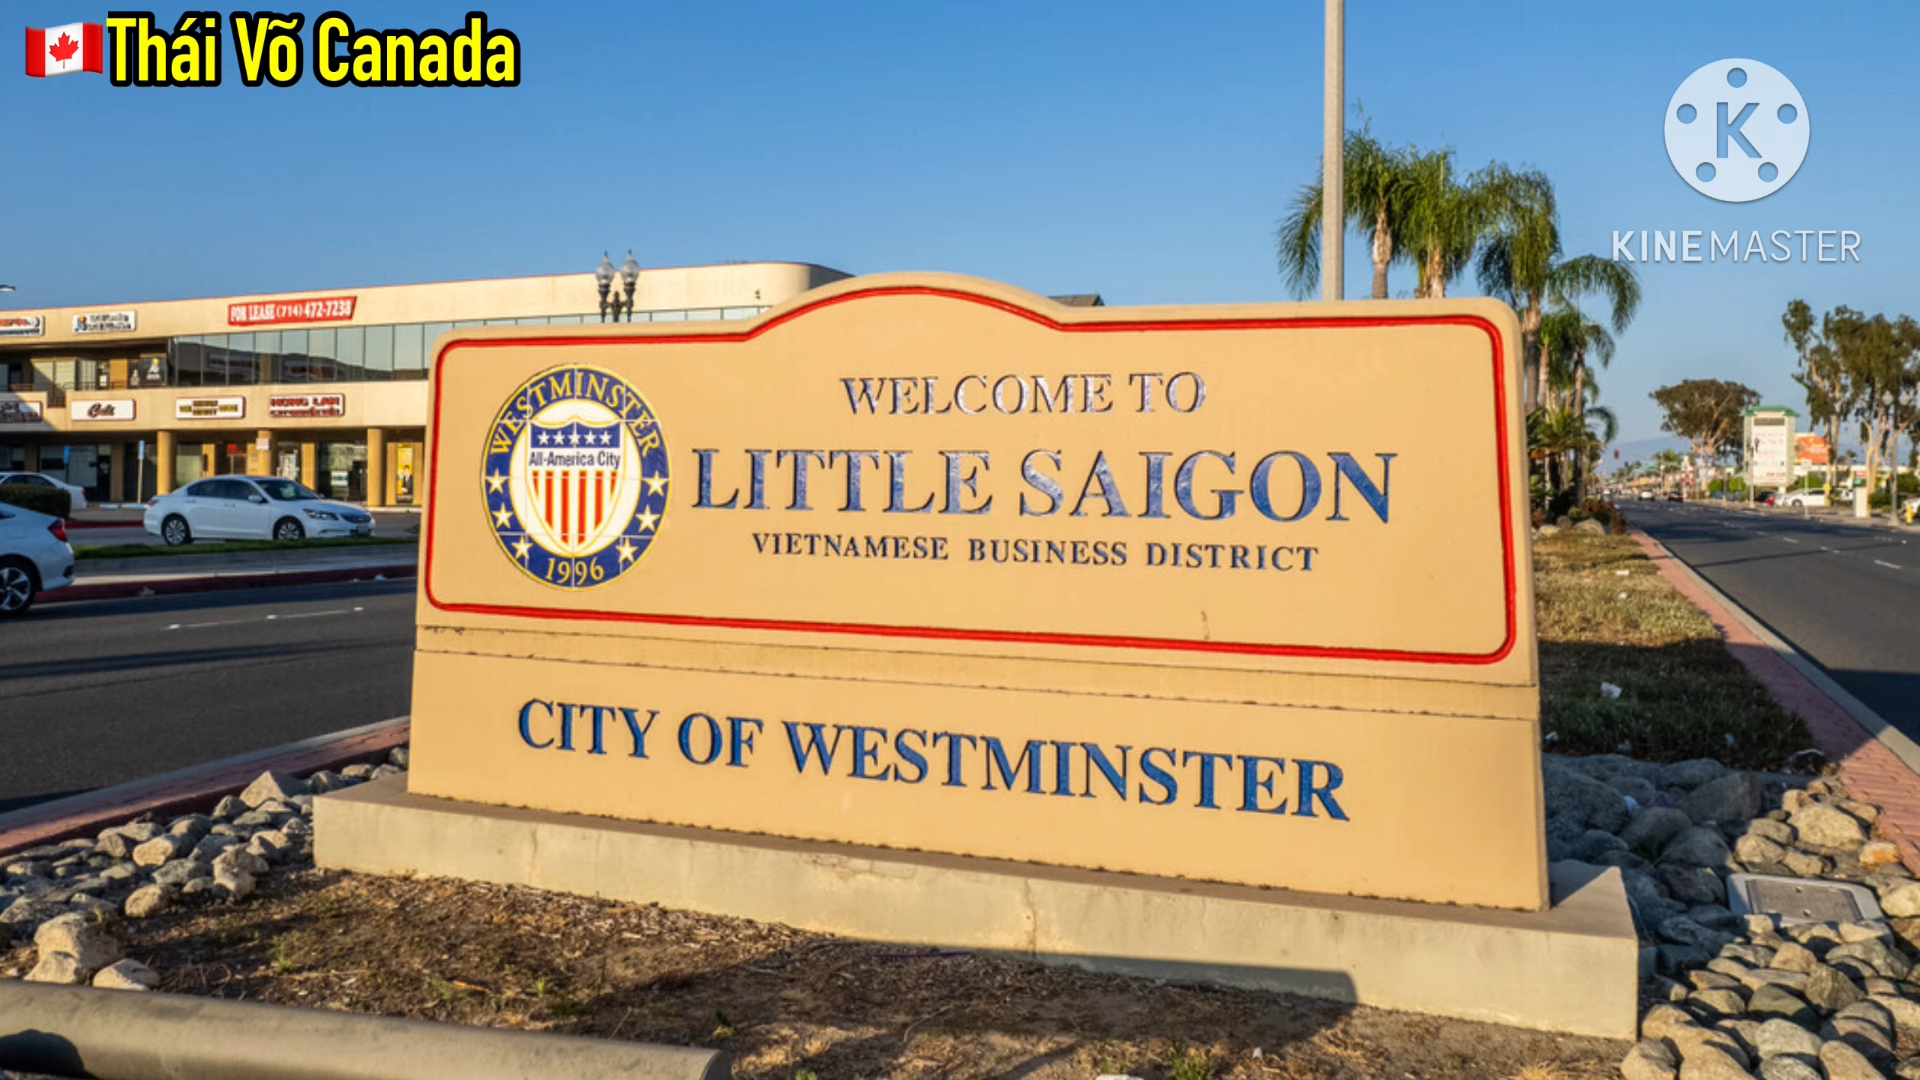 Thái Võ Canada
K
KINEMASTER
FOR LEASE (714) 472-7238
WELCOME TO
LITTLE SAIGON
VIETNAMESE BUSINESS DISTRICT
WESTMINSTER
All-America City
1996
CITY OF WESTMINSTER